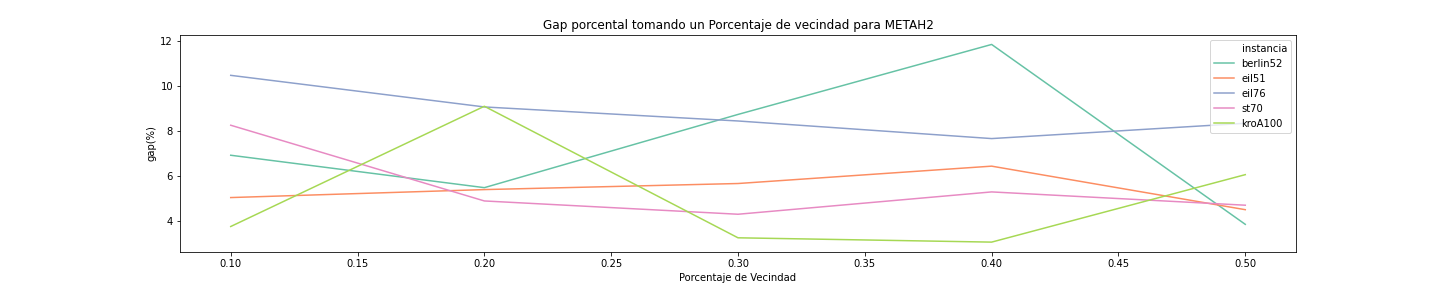 Gap porcental tomando un Porcentaje de vecindad para METAH2
12
10
8
6
4
gap(%)
instancia
berlin52
eil51
eil76
st70
kroA100
0.10
0.15
0.20
0.25
0.30
0.35
0.40
0.45
0.50
Porcentaje de Vecindad